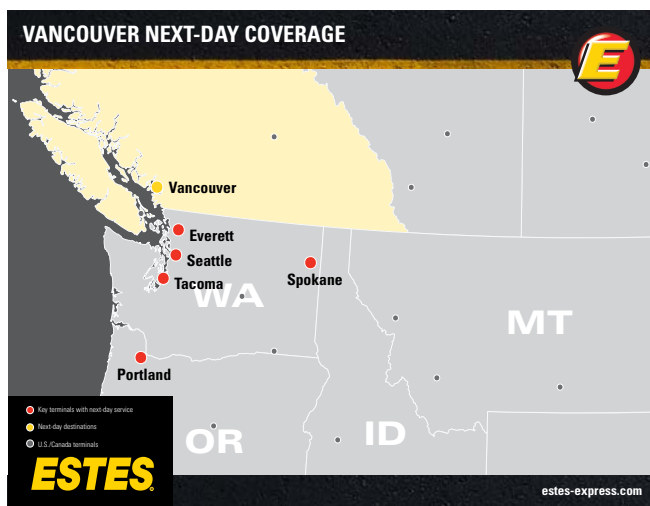 VANCOUVER NEXT-DAY COVERAGE
E
Vancouver
Everett
Seattle
Tacoma
Spokane
WA
MT
Portland
OR
ID
Key terminals with next-day service
Next-day destinations
U.S./Canada terminals
ESTES
estes-express.com